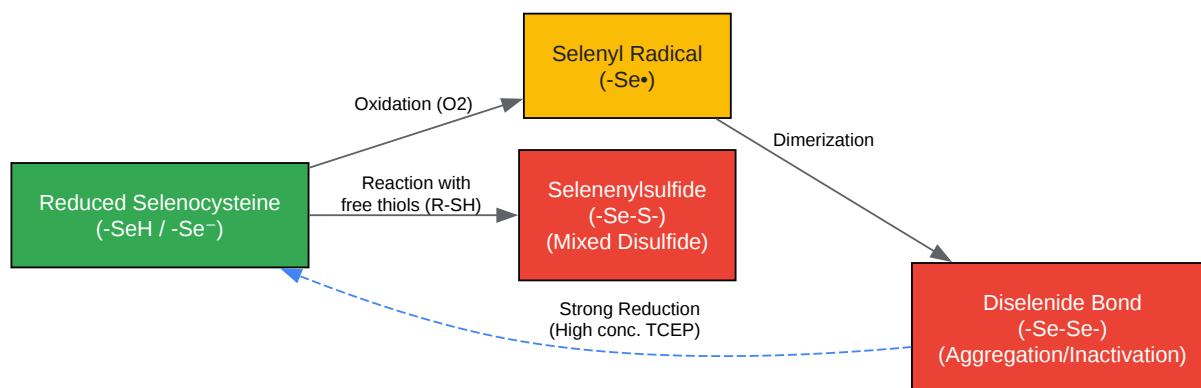 Selenyl Radical
(-Se•)
Oxidation (O2)
Dimerization
Reduced Selenocysteine
(-SeH / -Se⁻)
Reaction with
free thiols (R-SH)
Selenenylsulfide
(-Se-S-)
(Mixed Disulfide)
Strong Reduction
(High conc. TCEP)
Diselenide Bond
(-Se-Se-)
(Aggregation/Inactivation)